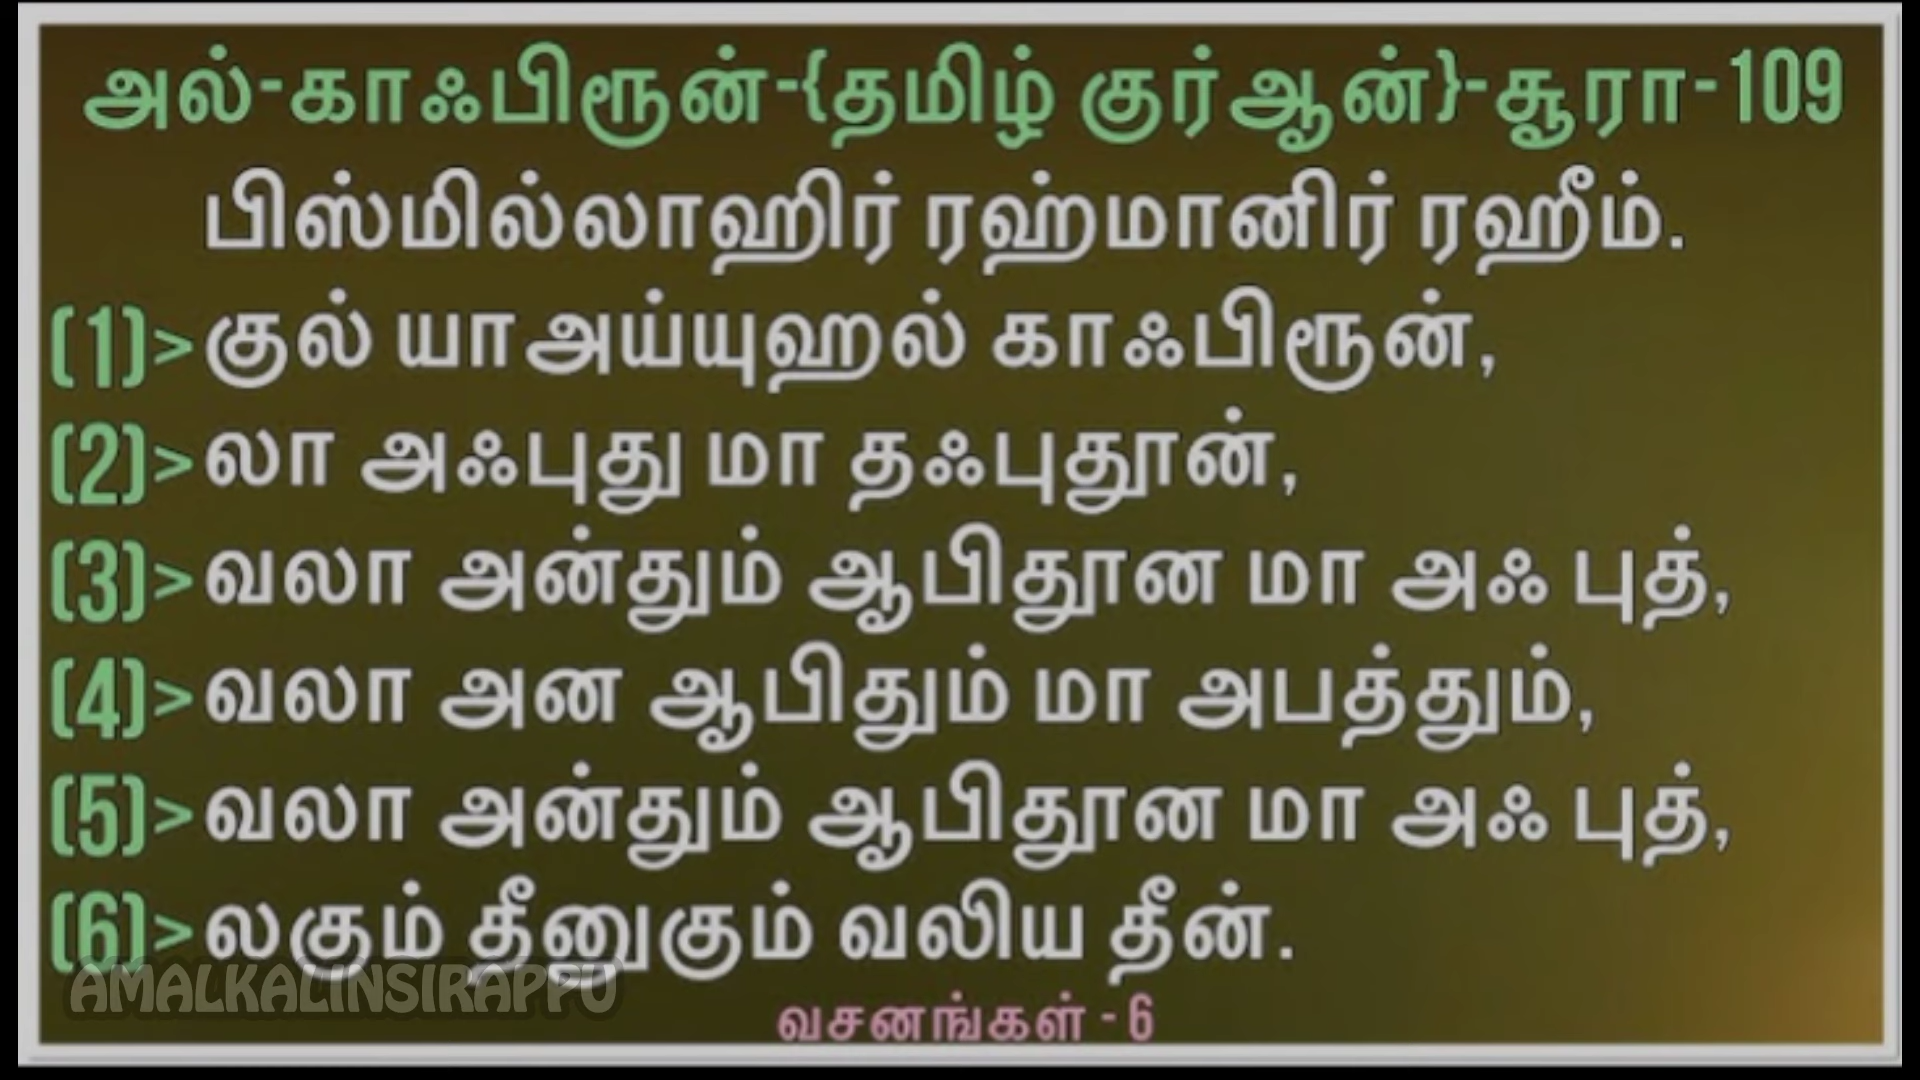 அல்-காஃபிரூன்-{தமிழ் குர்ஆன்}-சூரா-109
பிஸ்மில்லாஹிர் ரஹ்மானிர் ரஹீம்.
(1)> குல் யாஅய்யுஹல் காஃபிரூன்,
(2)> லா அஃபுது மா தஃபுதூன்,
(3)> வலா அன்தும் ஆபிதூன மா அஃ புத்,
(4)> வலா அன ஆபிதும் மா அபத்தும்,
(5)> வலா அன்தும் ஆபிதூன மா அஃ புத்,
(6)> லகும் தீனுகும் வலிய தீன்.
AMALKALINSIRAPPU
வசனங்கள் - 6